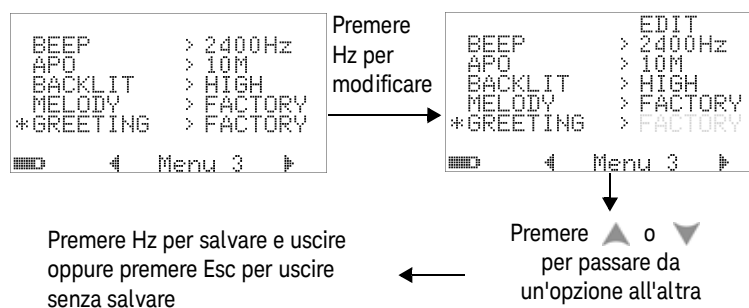 BEEP > 2400Hz
APO > 10M
BACKLIT > HIGH
MELODY > FACTORY
*GREETING > FACTORY
Menu 3
Premere
Hz per
modificare
EDIT
BEEP > 2400Hz
APO > 10M
BACKLIT > HIGH
MELODY > FACTORY
*GREETING > FACTORY
Menu 3
Premere o
per passare da
un'opzione all'altra
Premere Hz per salvare e uscire
oppure premere Esc per uscire
senza salvare